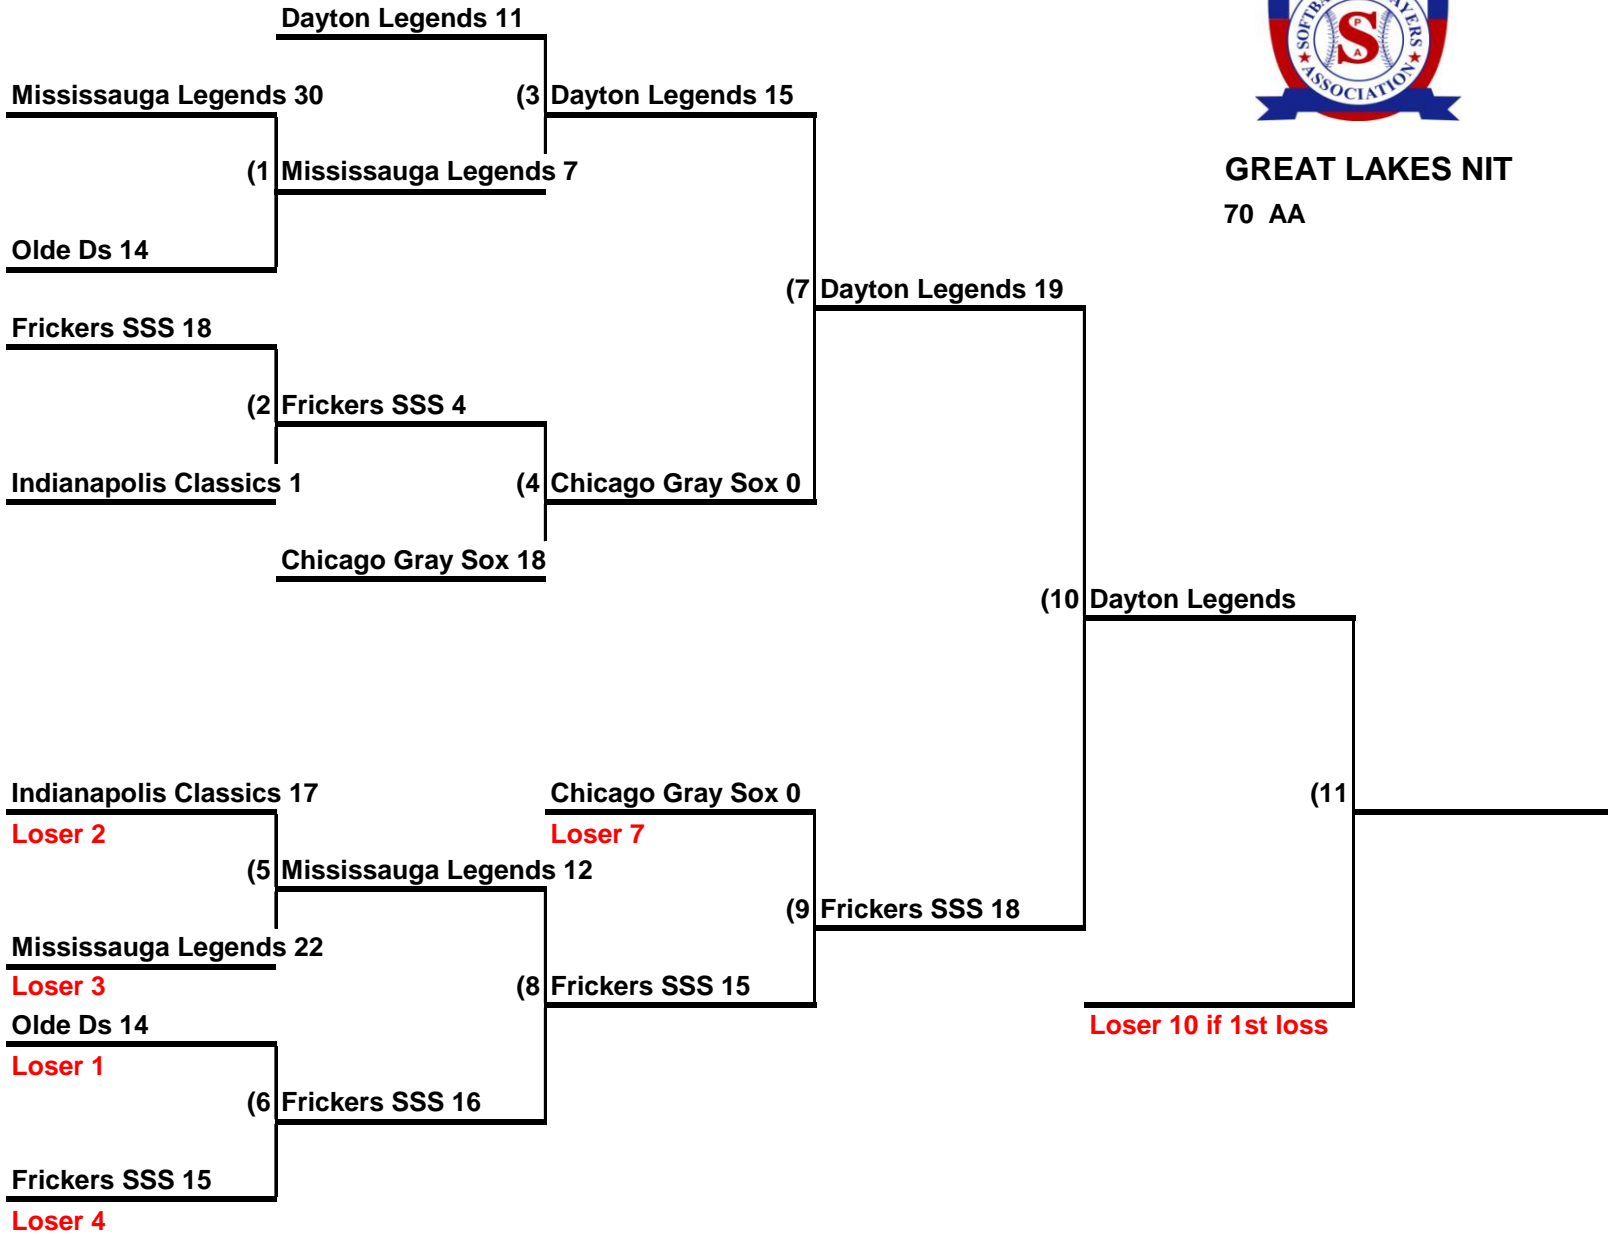 Dayton Legends 11
Mississauga Legends 30
(3 Dayton Legends 15
(1 Mississauga Legends 7
Olde Ds 14
(7 Dayton Legends 19
Frickers SSS 18
(2 Frickers SSS 4
Indianapolis Classics 1
(4 Chicago Gray Sox 0
Chicago Gray Sox 18
(10 Dayton Legends
Indianapolis Classics 17
Loser 2
Chicago Gray Sox 0
Loser 7
(11
(5 Mississauga Legends 12
(9 Frickers SSS 18
Mississauga Legends 22
Loser 3
(8 Frickers SSS 15
Olde Ds 14
Loser 1
Loser 10 if 1st loss
(6 Frickers SSS 16
Frickers SSS 15
Loser 4
S
P
A
ASSOCIATION
GREAT LAKES NIT
70 AA